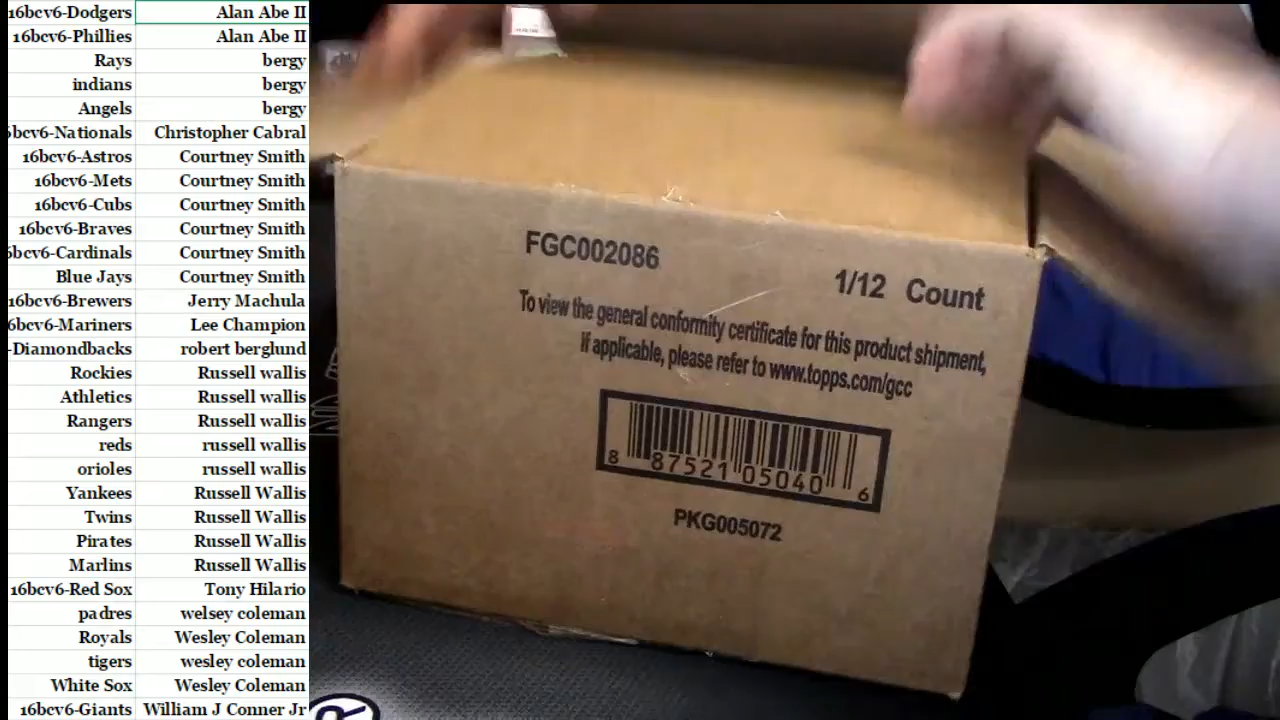 16bcv6-Dodgers Alan Abe II
16bcv6-Phillies Alan Abe II
Rays bergy
indians bergy
Angels bergy
6bcv6-Nationals Christopher Cabral
16bcv6-Astros Courtney Smith
16bcv6-Mets Courtney Smith
16bcv6-Cubs Courtney Smith
16bcv6-Braves Courtney Smith
6bcv6-Cardinals Courtney Smith
Blue Jays Courtney Smith
16bcv6-Brewers Jerry Machula
6bcv6-Mariners Lee Champion
-Diamondbacks robert berglund
Rockies Russell wallis
Athletics Russell wallis
Rangers Russell wallis
reds russell wallis
orioles russell wallis
Yankees Russell Wallis
Twins Russell Wallis
Pirates Russell Wallis
Marlins Russell Wallis
16bcv6-Red Sox Tony Hilario
padres welsey coleman
Royals Wesley Coleman
tigers wesley coleman
White Sox Wesley Coleman
16bcv6-Giants William J Conner Jr
FGC002086
1/12 Count
To view the general conformity certificate for this product shipment,
If applicable, please refer to www.topps.com/gcc
8 87521 05040 6
PKG005072